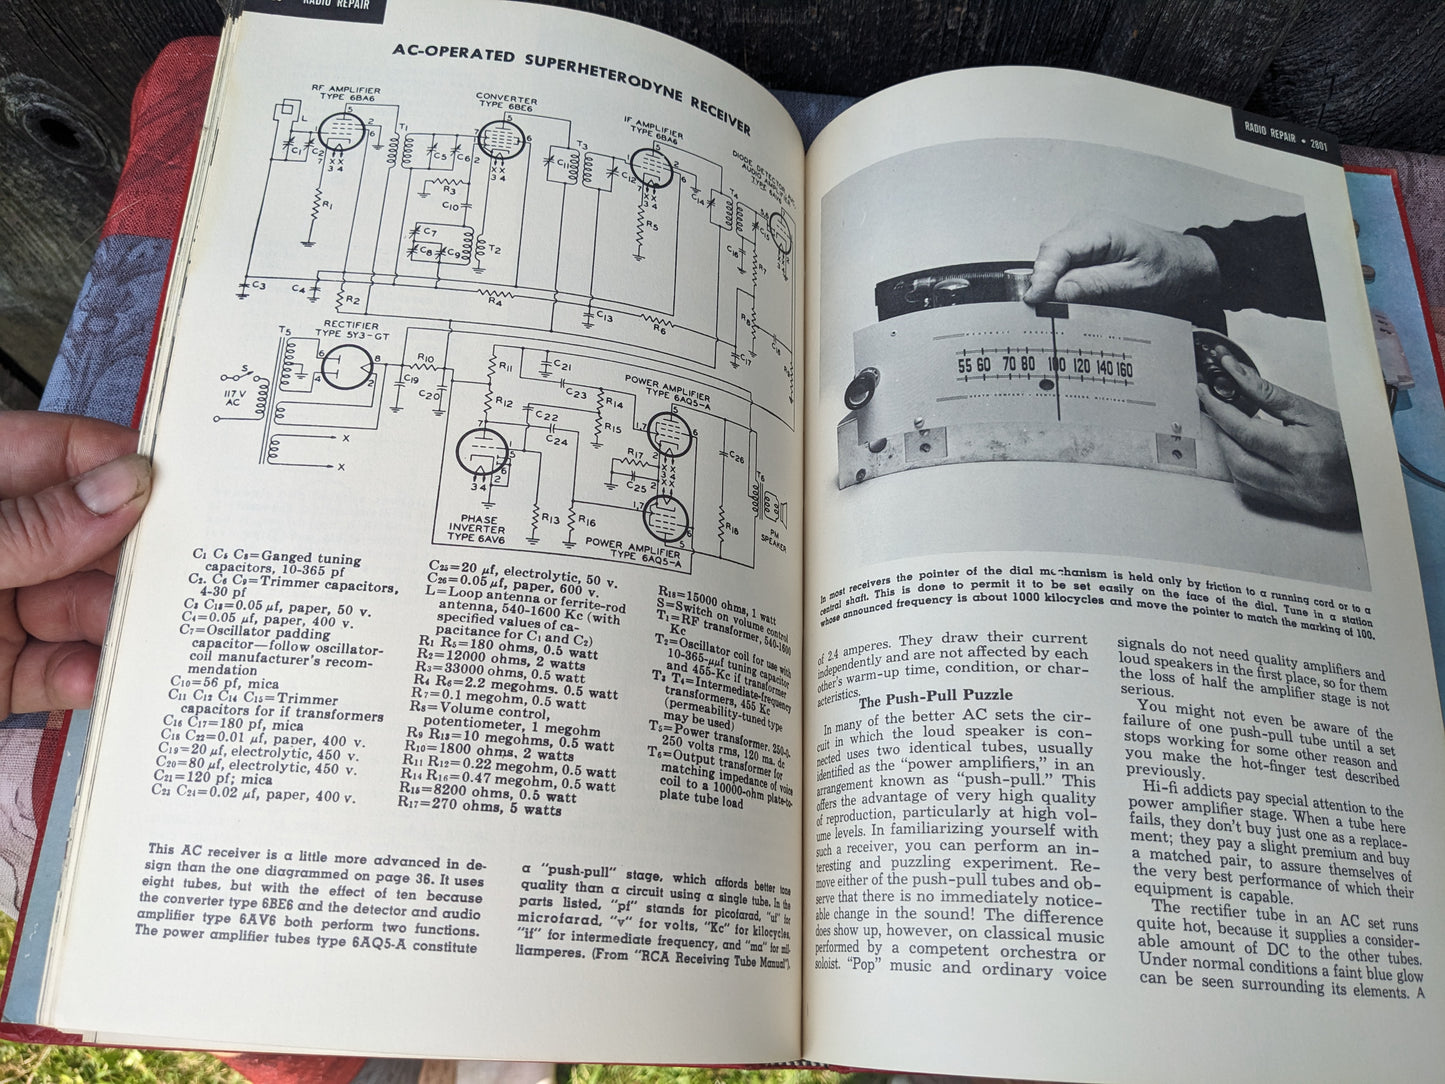 RADIO REPAIR
AC-OPERATED SUPERHETERODYNE RECEIVER
RF AMPLIFIER
TYPE 6BA6
CONVERTER
TYPE 6BE6
IF AMPLIFIER
TYPE 6BA6
DIODE DETECTOR
AUDIO
TYPE
RECTIFIER
TYPE 5Y3-GT
117 V
AC
POWER AMPLIFIER
TYPE 6AQ5-A
PHASE
INVERTER
TYPE 6AV6
POWER AMPLIFIER
TYPE 6AQ5-A
PM
SPEAKER
C1 C5 C8=Ganged tuning
capacitors, 10-365 pf
C2. C6 C9=Trimmer capacitors,
4-30 pf
C3 C18=0.05 µf, paper, 50 v.
C4=0.05 µf, paper, 400 v.
C7=Oscillator padding
capacitor—follow oscillator-
coil manufacturer's recom-
mendation
C10=56 pf, mica
C11 C12 C14 C15=Trimmer
capacitors for if transformers
C16 C17=180 pf, mica
C18 C22=0.01 µf, paper, 400 v.
C19=20 µf, electrolytic, 450 v.
C20=80 µf, electrolytic, 450 v.
C21=120 pf; mica
C23 C24=0.02 µf, paper, 400 v.
C25=20 µf, electrolytic, 50 v.
C26=0.05 µf, paper, 600 v.
L=Loop antenna or ferrite-rod
antenna, 540-1600 Kc (with
specified values of ca-
pacitance for C1 and C2)
R1 R5=180 ohms, 0.5 watt
R2=12000 ohms, 2 watts
R3=33000 ohms, 0.5 watt
R4 R6=2.2 megohms. 0.5 watt
R7=0.1 megohm, 0.5 watt
R8=Volume control,
potentiometer, 1 megohm
R9 R13=10 megohms, 0.5 watt
R10=1800 ohms, 2 watts
R11 R12=0.22 megohm, 0.5 watt
R14 R16=0.47 megohm, 0.5 watt
R15=8200 ohms, 0.5 watt
R17=270 ohms, 5 watts
R18=15000 ohms, 1 watt
S=Switch on volume control
T1=RF transformer, 540-1600
Kc
T2=Oscillator coil for use with
10-365-µµf tuning capacitor
and 455-Kc if transformer
T3 T4=Intermediate-frequency
transformers, 455 Kc
(permeability-tuned type
may be used)
T5=Power transformer. 250-0-
250 volts rms, 120 ma. dc
T6=Output transformer for
matching impedance of voice
coil to a 10000-ohm plate-to-
plate tube load
This AC receiver is a little more advanced in de-
sign than the one diagrammed on page 36. It uses
eight tubes, but with the effect of ten because
the converter type 6BE6 and the detector and audio
amplifier type 6AV6 both perform two functions.
The power amplifier tubes type 6AQ5-A constitute
a "push-pull" stage, which affords better tone
quality than a circuit using a single tube. In the
parts listed, "pf" stands for picofarad, "uf" for
microfarad, "v" for volts, "Kc" for kilocycles,
"if" for intermediate frequency, and "ma" for mil-
liamperes. (From "RCA Receiving Tube Manual").
RADIO REPAIR • 2801
55 60 70 80 100 120 140 160
In most receivers the pointer of the dial mechanism is held only by friction to a running cord or to a
central shaft. This is done to permit it to be set easily on the face of the dial. Tune in a station
whose announced frequency is about 1000 kilocycles and move the pointer to match the marking of 100.
of 2.4 amperes. They draw their current
independently and are not affected by each
other's warm-up time, condition, or char-
acteristics.
The Push-Pull Puzzle
In many of the better AC sets the cir-
cuit in which the loud speaker is con-
nected uses two identical tubes, usually
identified as the "power amplifiers," in an
arrangement known as "push-pull." This
offers the advantage of very high quality
of reproduction, particularly at high vol-
ume levels. In familiarizing yourself with
such a receiver, you can perform an in-
teresting and puzzling experiment. Re-
move either of the push-pull tubes and ob-
serve that there is no immediately notice-
able change in the sound! The difference
does show up, however, on classical music
performed by a competent orchestra or
soloist. "Pop" music and ordinary voice
signals do not need quality amplifiers and
loud speakers in the first place, so for them
the loss of half the amplifier stage is not
serious.
You might not even be aware of the
failure of one push-pull tube until a set
stops working for some other reason and
you make the hot-finger test described
previously.
Hi-fi addicts pay special attention to the
power amplifier stage. When a tube here
fails, they don't buy just one as a replace-
ment; they pay a slight premium and buy
a matched pair, to assure themselves of
the very best performance of which their
equipment is capable.
The rectifier tube in an AC set runs
quite hot, because it supplies a consider-
able amount of DC to the other tubes.
Under normal conditions a faint blue glow
can be seen surrounding its elements. A